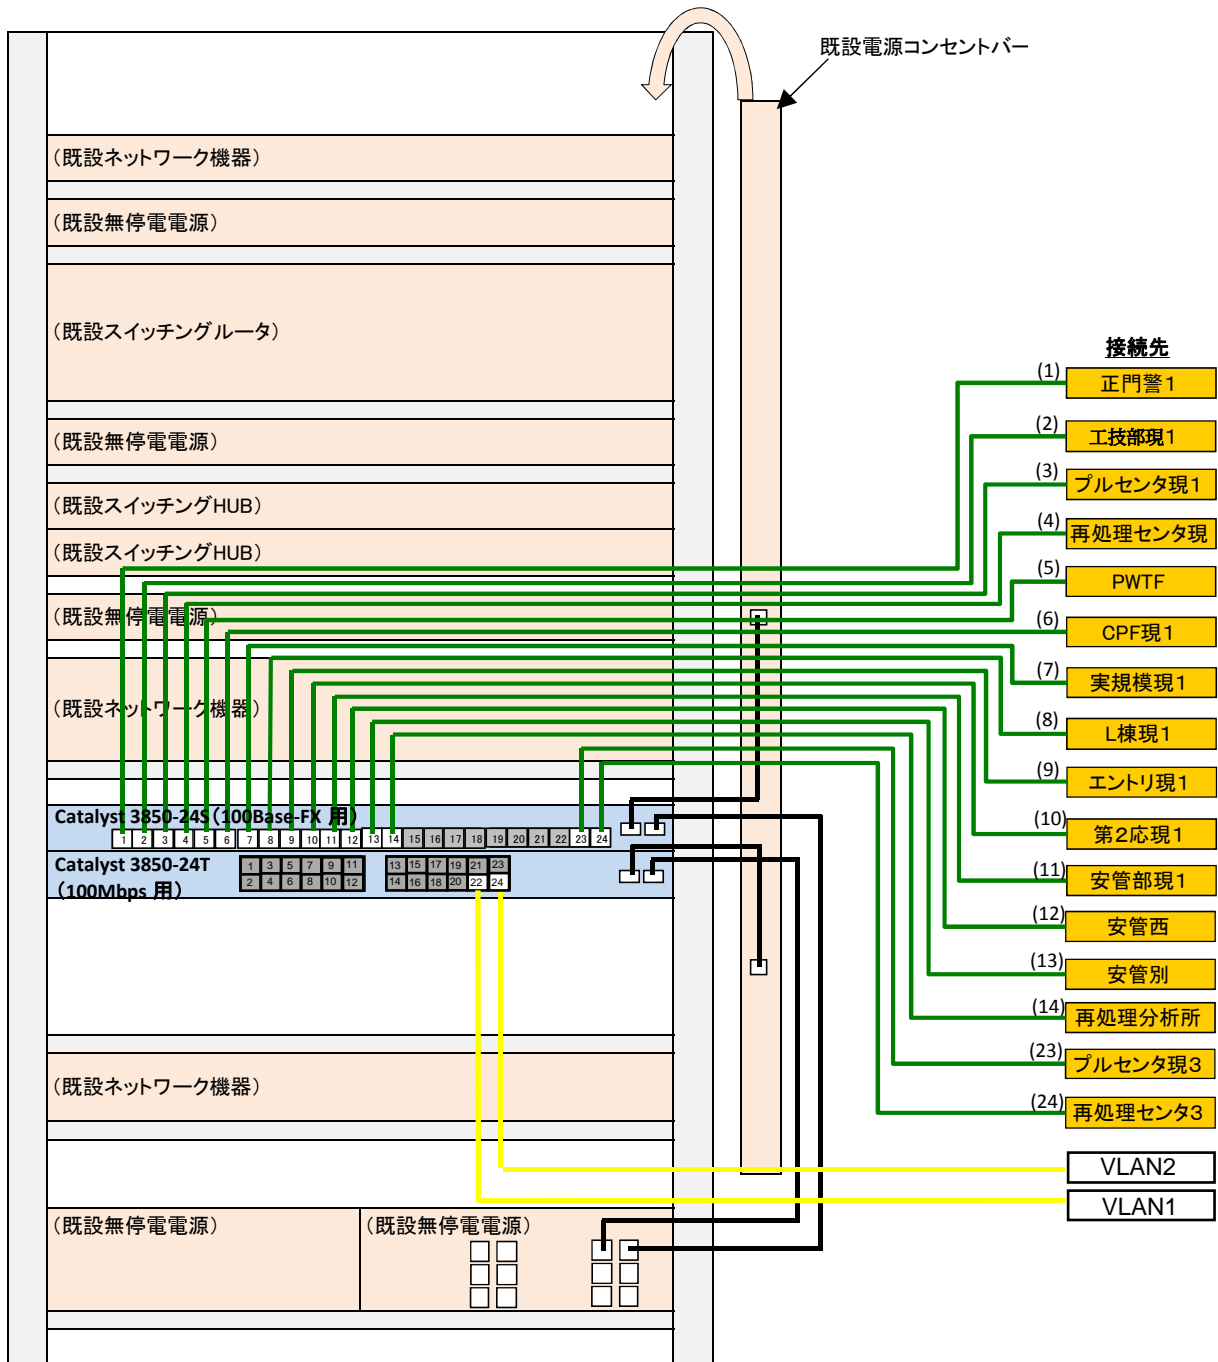 既設電源コンセントバー
（既設ネットワーク機器）
（既設無停電電源）
（既設スイッチングルータ）
（既設無停電電源）
（既設スイッチングHUB）
（既設スイッチングHUB）
（既設無停電電源）
（既設ネットワーク機器）
Catalyst 3850-24S（100Base-FX 用）
1 2 3 4 5 6 7 8 9 10 11 12 13 14 15 16 17 18 19 20 21 22 23 24
Catalyst 3850-24T
（100Mbps 用）
1 3 5 7 9 11 13 15 17 19 21 23
2 4 6 8 10 12 14 16 18 20 22 24
（既設ネットワーク機器）
（既設無停電電源）
（既設無停電電源）
接続先
(1) 正門警1
(2) 工技部現1
(3) プルセンタ現1
(4) 再処理センタ現
(5) PWTF
(6) CPF現1
(7) 実規模現1
(8) L棟現1
(9) エントリ現1
(10) 第2応現1
(11) 安管部現1
(12) 安管西
(13) 安管別
(14) 再処理分析所
(23) プルセンタ現3
(24) 再処理センタ3
VLAN2
VLAN1